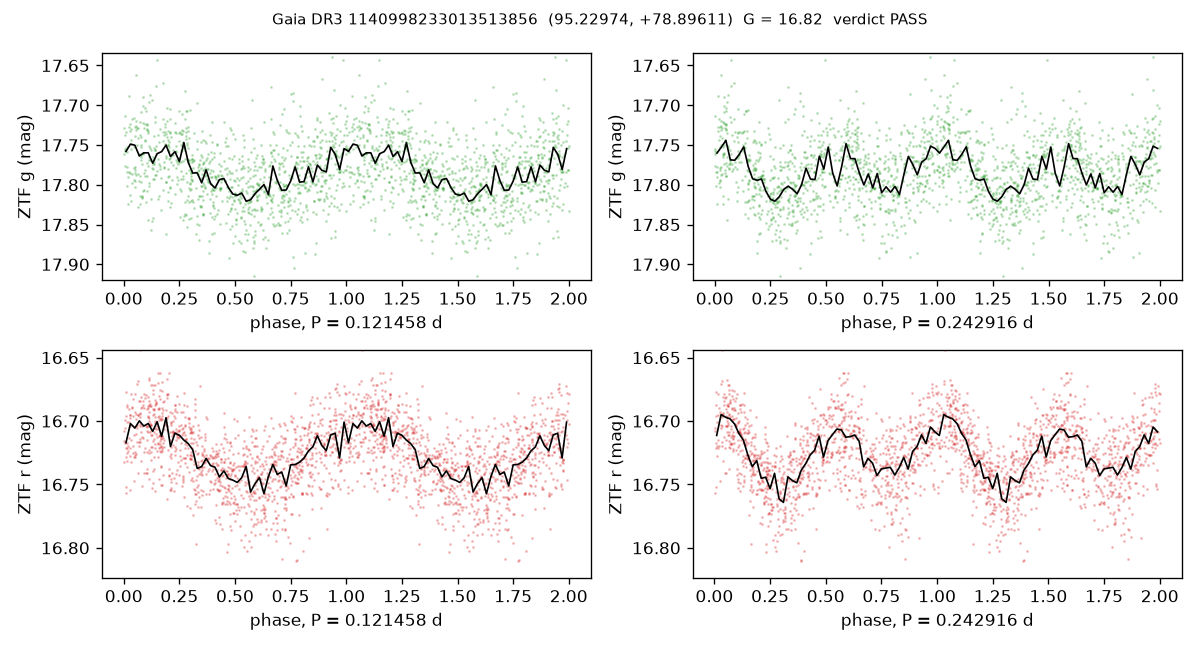 Gaia DR3 1140998233013513856 (95.22974, +78.89611) G = 16.82 verdict PASS
ZTF g (mag)
17.65
17.70
17.75
17.80
17.85
17.90
0.00 0.25 0.50 0.75 1.00 1.25 1.50 1.75 2.00
phase, P = 0.121458 d
ZTF g (mag)
17.65
17.70
17.75
17.80
17.85
17.90
0.00 0.25 0.50 0.75 1.00 1.25 1.50 1.75 2.00
phase, P = 0.242916 d
ZTF r (mag)
16.65
16.70
16.75
16.80
0.00 0.25 0.50 0.75 1.00 1.25 1.50 1.75 2.00
phase, P = 0.121458 d
ZTF r (mag)
16.65
16.70
16.75
16.80
0.00 0.25 0.50 0.75 1.00 1.25 1.50 1.75 2.00
phase, P = 0.242916 d